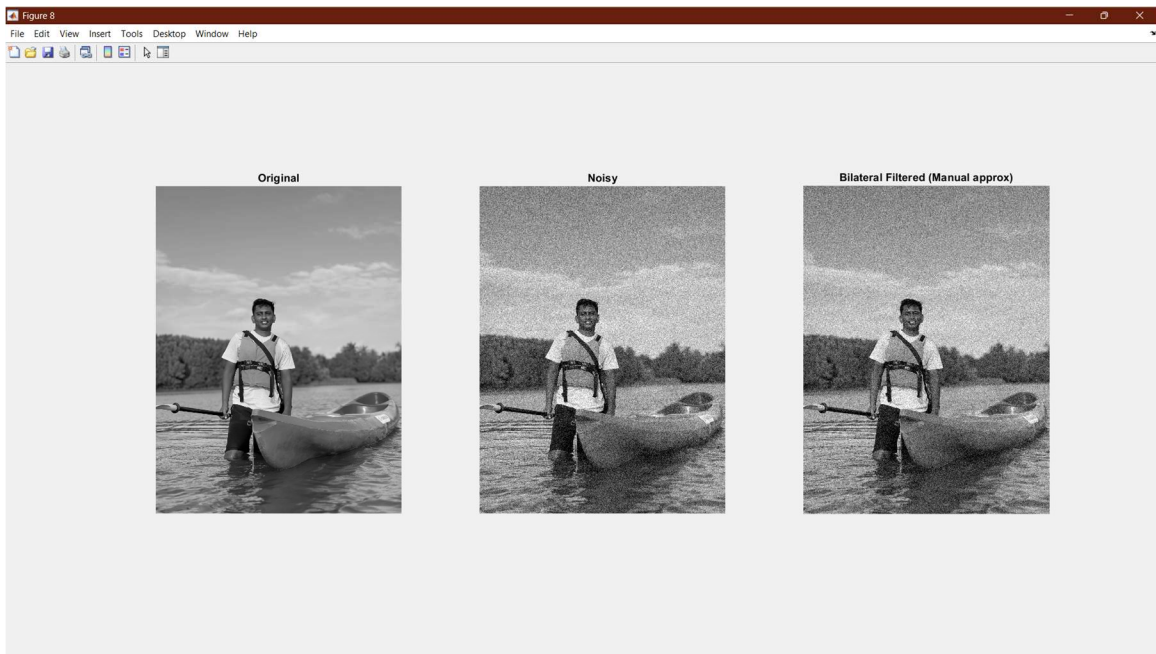 Figure 8
File Edit View Insert Tools Desktop Window Help
Original Noisy Bilateral Filtered (Manual approx)